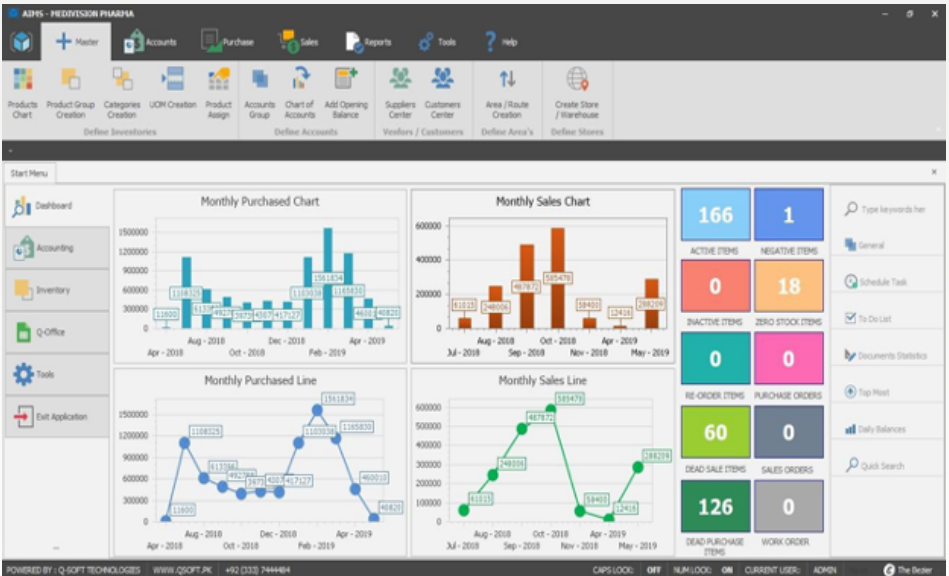 AIMS - MEDIVISION PHARMA
Master Accounts Purchase Sales Reports Tools Help
Products Chart
Product Group Creation
Categories Creation
UOM Creation
Product Assign
Accounts Group
Chart of Accounts
Add Opening Balance
Suppliers Center
Customers Center
Area / Route Creation
Create Store / Warehouse
Define Inventories Define Accounts Vendors / Customers Define Area's Define Stores
Start Menu
Dashboard
Accounting
Inventory
Q-Office
Tools
Exit Application
Monthly Purchased Chart
1500000
1200000
900000
600000
300000
0
11600
1108325
417127
1103038
1561834
1165830
40820
Aug - 2018 Dec - 2018 Apr - 2019
Apr - 2018 Oct - 2018 Feb - 2019
Monthly Sales Chart
600000
400000
200000
0
61015
248006
487872
585478
58400
12416
288209
Aug - 2018 Oct - 2018 Apr - 2019
Jul - 2018 Sep - 2018 Nov - 2018 May - 2019
Monthly Purchased Line
1500000
1200000
900000
600000
300000
0
11600
1108325
417127
1103038
1561834
1165830
460010
40820
Aug - 2018 Dec - 2018 Apr - 2019
Apr - 2018 Oct - 2018 Feb - 2019
Monthly Sales Line
600000
500000
400000
300000
200000
100000
0
61015
248006
487872
585478
58400
12416
288209
Aug - 2018 Oct - 2018 Apr - 2019
Jul - 2018 Sep - 2018 Nov - 2018 May - 2019
166 1
ACTIVE ITEMS NEGATIVE ITEMS
0 18
INACTIVE ITEMS ZERO STOCK ITEMS
0 0
RE-ORDER ITEMS PURCHASE ORDERS
60 0
DEAD SALE ITEMS SALES ORDERS
126 0
DEAD PURCHASE ITEMS WORK ORDER
Type keywords her
General
Schedule Task
To Do List
Documents Statistics
Top Most
Daily Balances
Quick Search
POWERED BY : Q-SOFT TECHNOLOGIES WWW.QSOFT.PK +92 (333) 7444484 CAPS LOCK: OFF NUM LOCK: ON CURRENT USER: ADMIN The Bezier